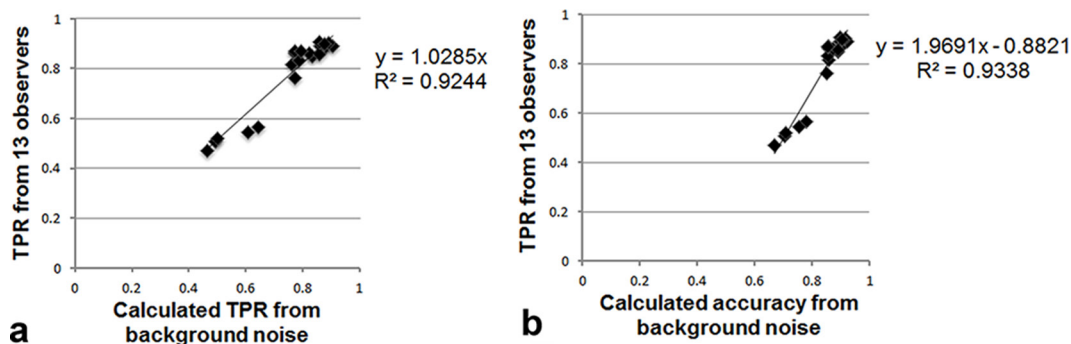 1
0.8
0.6
0.4
0.2
0
0 0.2 0.4 0.6 0.8 1
TPR from 13 observers
y = 1.0285x
R² = 0.9244
Calculated TPR from
background noise
a
1
0.8
0.6
0.4
0.2
0
0 0.2 0.4 0.6 0.8 1
TPR from 13 observers
y = 1.9691x - 0.8821
R² = 0.9338
Calculated accuracy from
background noise
b